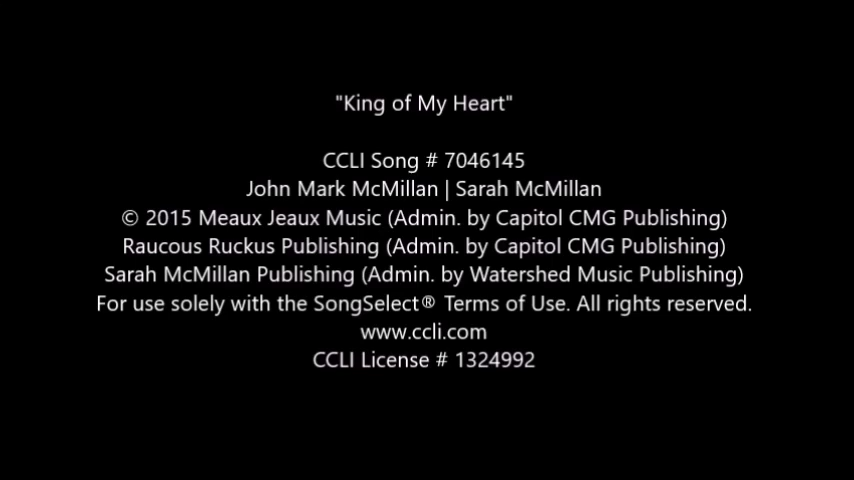 "King of My Heart"
CCLI Song # 7046145
John Mark McMillan | Sarah McMillan
© 2015 Meaux Jeaux Music (Admin. by Capitol CMG Publishing)
Raucous Ruckus Publishing (Admin. by Capitol CMG Publishing)
Sarah McMillan Publishing (Admin. by Watershed Music Publishing)
For use solely with the SongSelect® Terms of Use. All rights reserved.
www.ccli.com
CCLI License # 1324992